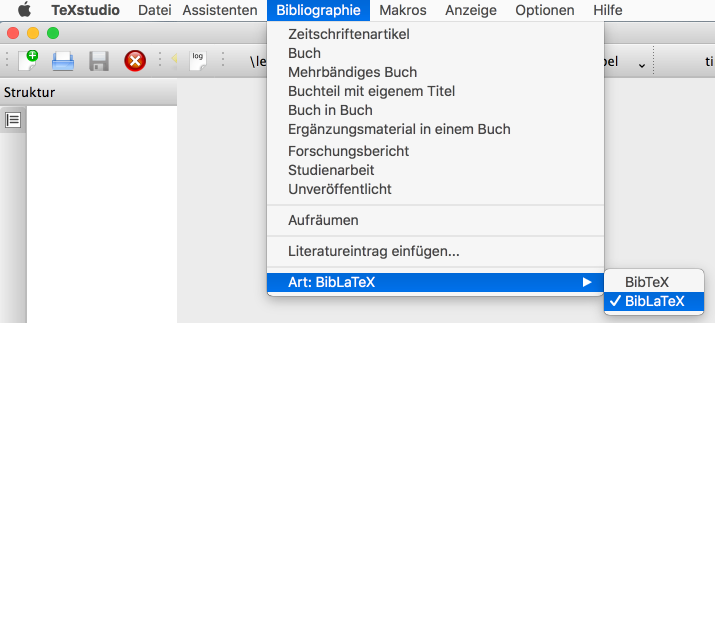 TeXstudio Datei Assistenten Bibliographie Makros Anzeige Optionen Hilfe
log \le bel ti
Struktur
Zeitschriftenartikel
Buch
Mehrbändiges Buch
Buchteil mit eigenem Titel
Buch in Buch
Ergänzungsmaterial in einem Buch
Forschungsbericht
Studienarbeit
Unveröffentlicht
Aufräumen
Literatureintrag einfügen...
Art: BibLaTeX
BibTeX
BibLaTeX